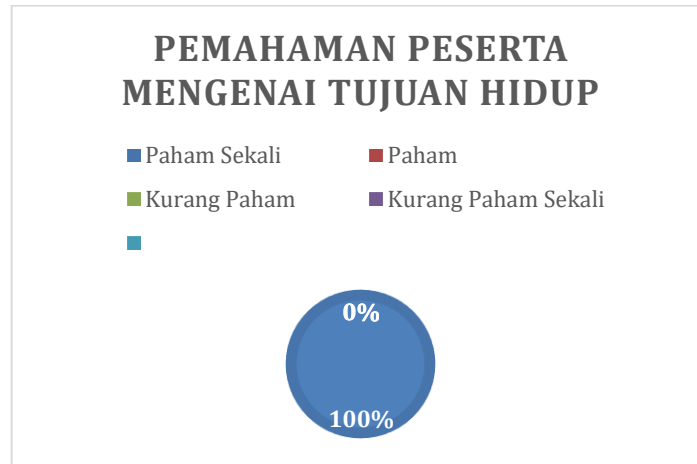 PEMAHAMAN PESERTA
MENGENAI TUJUAN HIDUP
Paham Sekali
Paham
Kurang Paham
Kurang Paham Sekali
0%
100%